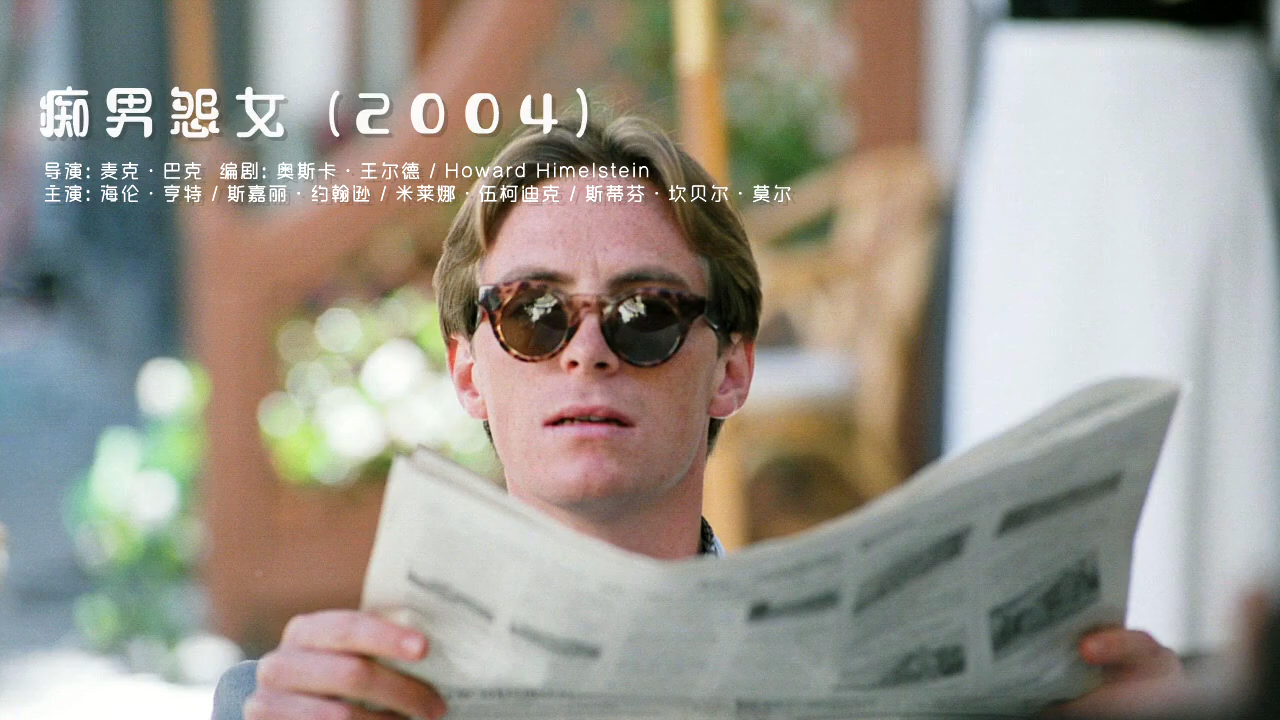 痴男怨女（2004）
导演: 麦克·巴克 编剧: 奥斯卡·王尔德 / Howard Himelstein
主演: 海伦·亨特 / 斯嘉丽·约翰逊 / 米莱娜·伍柯迪克 / 斯蒂芬·坎贝尔·莫尔